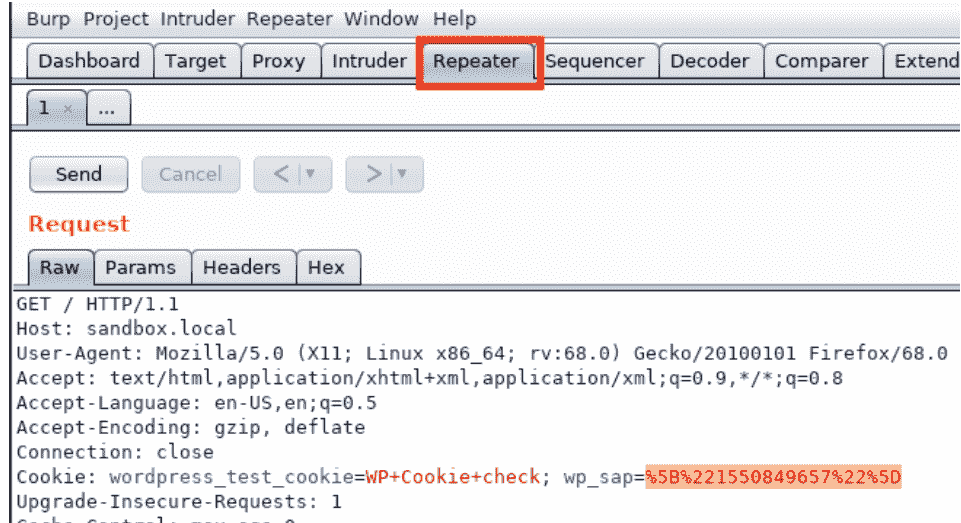 Burp Project Intruder Repeater Window Help
Dashboard Target Proxy Intruder Repeater Sequencer Decoder Comparer Extend
1 × ...
Send Cancel < > 
Request
Raw Params Headers Hex
GET / HTTP/1.1
Host: sandbox.local
User-Agent: Mozilla/5.0 (X11; Linux x86_64; rv:68.0) Gecko/20100101 Firefox/68.0
Accept: text/html,application/xhtml+xml,application/xml;q=0.9,*/*;q=0.8
Accept-Language: en-US,en;q=0.5
Accept-Encoding: gzip, deflate
Connection: close
Cookie: wordpress_test_cookie=WP+Cookie+check; wp_sap=%5B%221550849657%22%5D
Upgrade-Insecure-Requests: 1